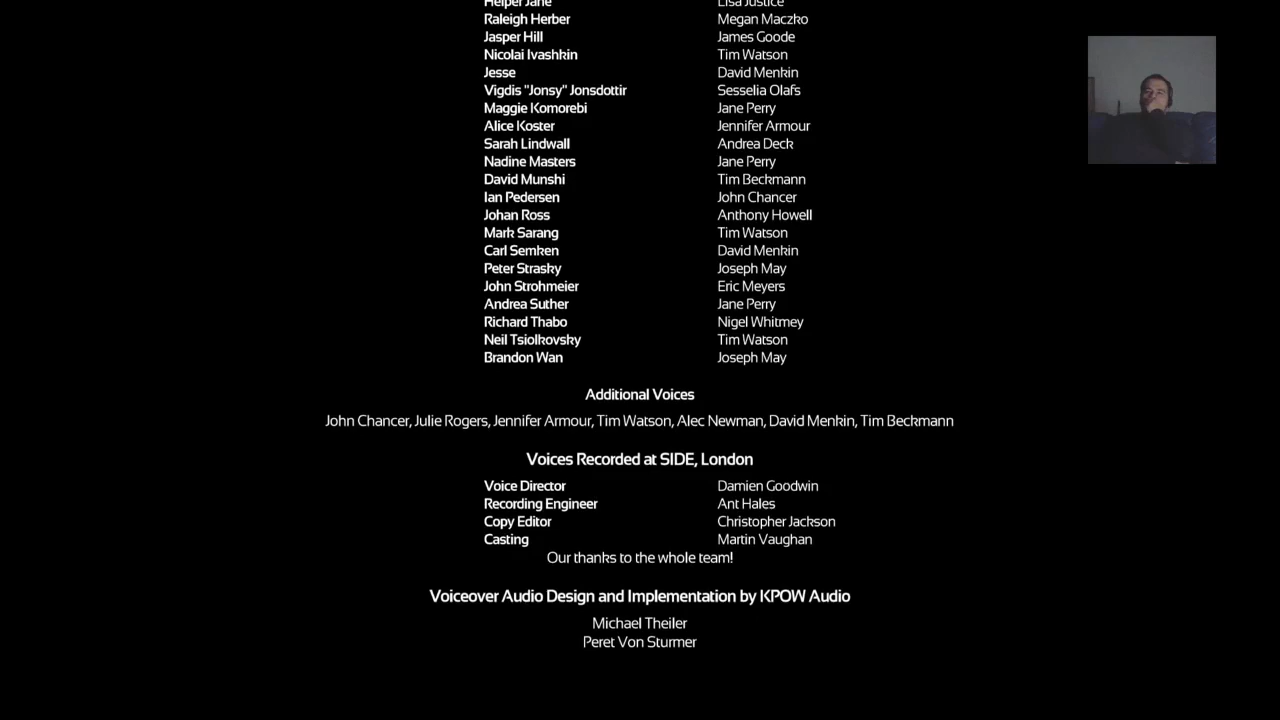 Helper Jane Lisa Justice
Raleigh Herber Megan Maczko
Jasper Hill James Goode
Nicolai Ivashkin Tim Watson
Jesse David Menkin
Vigdis "Jonsy" Jonsdottir Sesselia Olafs
Maggie Komorebi Jane Perry
Alice Koster Jennifer Armour
Sarah Lindwall Andrea Deck
Nadine Masters Jane Perry
David Munshi Tim Beckmann
Ian Pedersen John Chancer
Johan Ross Anthony Howell
Mark Sarang Tim Watson
Carl Semken David Menkin
Peter Strasky Joseph May
John Strohmeier Eric Meyers
Andrea Suther Jane Perry
Richard Thabo Nigel Whitmey
Neil Tsiolkovsky Tim Watson
Brandon Wan Joseph May
Additional Voices
John Chancer, Julie Rogers, Jennifer Armour, Tim Watson, Alec Newman, David Menkin, Tim Beckmann
Voices Recorded at SIDE, London
Voice Director Damien Goodwin
Recording Engineer Ant Hales
Copy Editor Christopher Jackson
Casting Martin Vaughan
Our thanks to the whole team!
Voiceover Audio Design and Implementation by KPOW Audio
Michael Theiler
Peret Von Sturmer